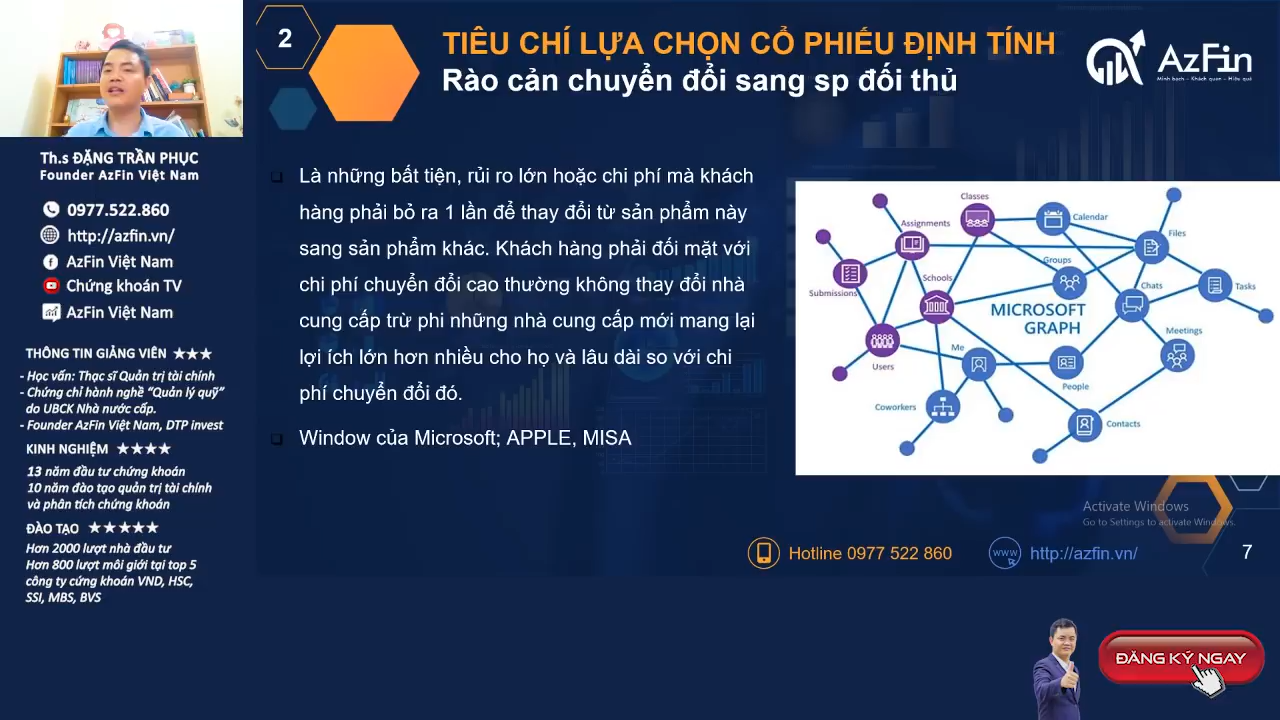 2
TIÊU CHÍ LỰA CHỌN CỔ PHIẾU ĐỊNH TÍNH
Rào cản chuyển đổi sang sp đối thủ
AzFin
Minh bạch - Khách quan - Hiệu quả
Th.s ĐẶNG TRẦN PHỤC
Founder AzFin Việt Nam
0977.522.860
http://azfin.vn/
AzFin Việt Nam
Chứng khoán TV
AzFin Việt Nam
THÔNG TIN GIẢNG VIÊN ★★★
- Học vấn: Thạc sĩ Quản trị tài chính
- Chứng chỉ hành nghề “Quản lý quỹ”
do UBCK Nhà nước cấp.
- Founder AzFin Việt Nam, DTP invest
KINH NGHIỆM ★★★★
13 năm đầu tư chứng khoán
10 năm đào tạo quản trị tài chính
và phân tích chứng khoán
ĐÀO TẠO ★★★★★
Hơn 2000 lượt nhà đầu tư
Hơn 800 lượt môi giới tại top 5
công ty cứng khoán VND, HSC,
SSI, MBS, BVS
Là những bất tiện, rủi ro lớn hoặc chi phí mà khách
hàng phải bỏ ra 1 lần để thay đổi từ sản phẩm này
sang sản phẩm khác. Khách hàng phải đối mặt với
chi phí chuyển đổi cao thường không thay đổi nhà
cung cấp trừ phi những nhà cung cấp mới mang lại
lợi ích lớn hơn nhiều cho họ và lâu dài so với chi
phí chuyển đổi đó.
Window của Microsoft; APPLE, MISA
Classes
Calendar
Assignments
Files
Groups
Submissions
Schools
Chats
Tasks
MICROSOFT
GRAPH
Meetings
Me
Users
People
Coworkers
Contacts
Activate Windows
Go to Settings to activate Windows.
Hotline 0977 522 860
www
http://azfin.vn/
7
ĐĂNG KÝ NGAY